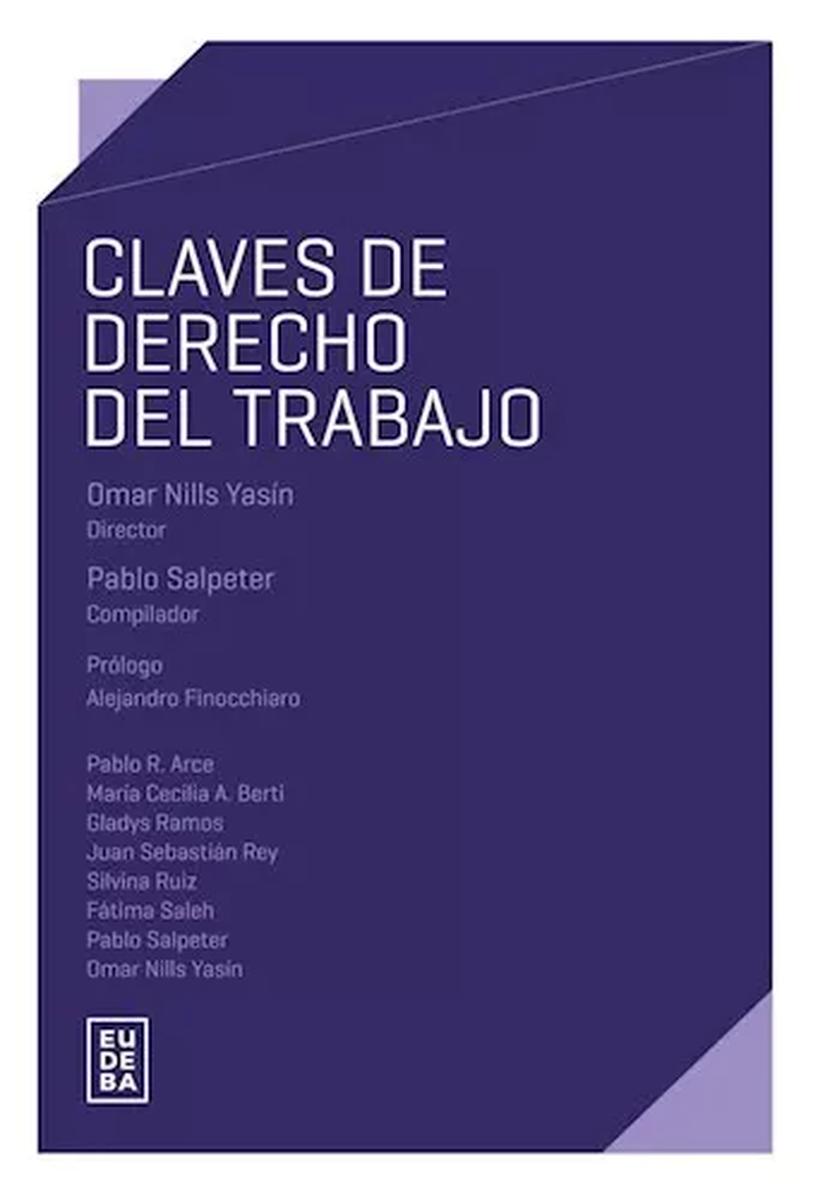 CLAVES DE
DERECHO
DEL TRABAJO
Omar Nills Yasín
Director
Pablo Salpeter
Compilador
Prólogo
Alejandro Finocchiaro
Pablo R. Arce
María Cecilia A. Berti
Gladys Ramos
Juan Sebastián Rey
Silvina Ruiz
Fátima Saleh
Pablo Salpeter
Omar Nills Yasín
EU
DE
BA